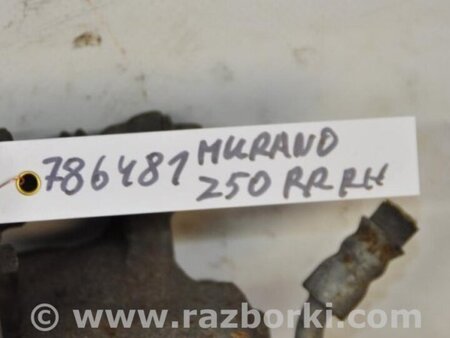 786481 MURANO
Z50 RR RH
© www.razborki.com